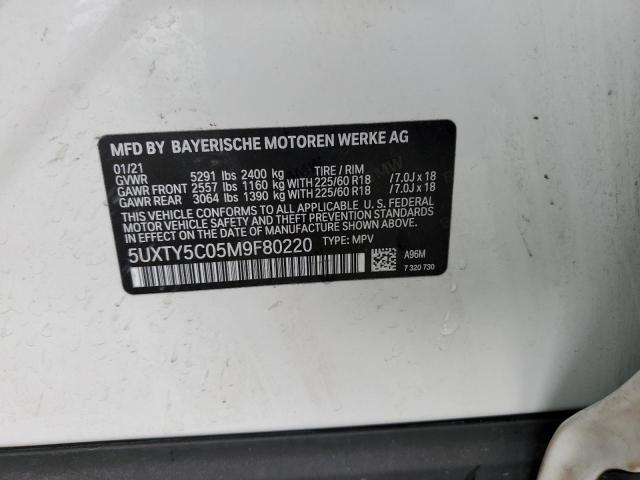 MFD BY BAYERISCHE MOTOREN WERKE AG
01/21
GVWR 5291 lbs 2400 kg TIRE / RIM
GAWR FRONT 2557 lbs 1160 kg WITH 225/60 R18 /7.0J x 18
GAWR REAR 3064 lbs 1390 kg WITH 225/60 R18 /7.0J x 18
THIS VEHICLE CONFORMS TO ALL APPLICABLE U. S. FEDERAL
MOTOR VEHICLE SAFETY AND THEFT PREVENTION STANDARDS
IN EFFECT ON THE DATE OF MANUFACTURE SHOWN ABOVE.
5UXTY5C05M9F80220 TYPE: MPV
A96M
7 320 730